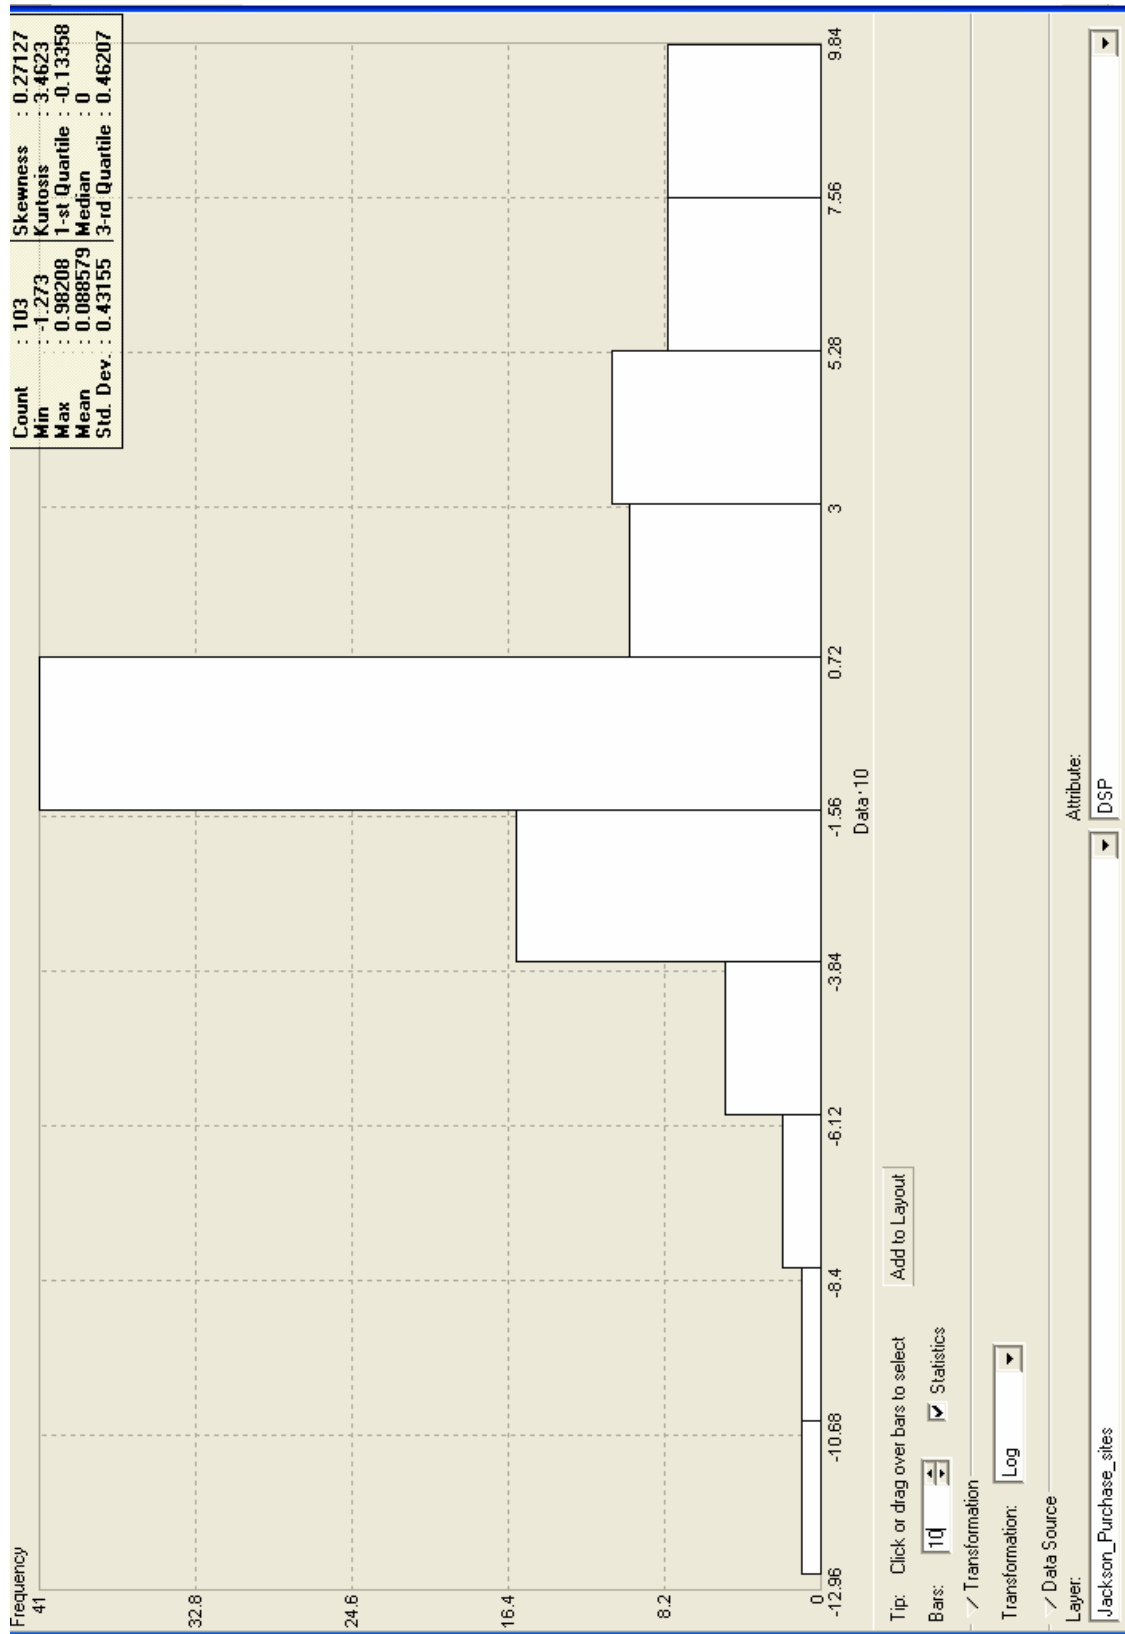 Frequency
41
32.8
24.6
16.4
8.2
0
Count : 103 Skewness : 0.27127
Min : -1.273 Kurtosis : 3.4623
Max : 0.98208 1-st Quartile : -0.13358
Mean : 0.088579 Median : 0
Std. Dev. : 0.43155 3-rd Quartile : 0.46207
-12.96 -10.68 -8.4 -6.12 -3.84 -1.56 0.72 3 5.28 7.56 9.84
Data·10
Tip: Click or drag over bars to select Add to Layout
Bars: 10 Statistics
Transformation
Transformation: Log
Data Source
Layer: Attribute:
Jackson_Purchase_sites DSP